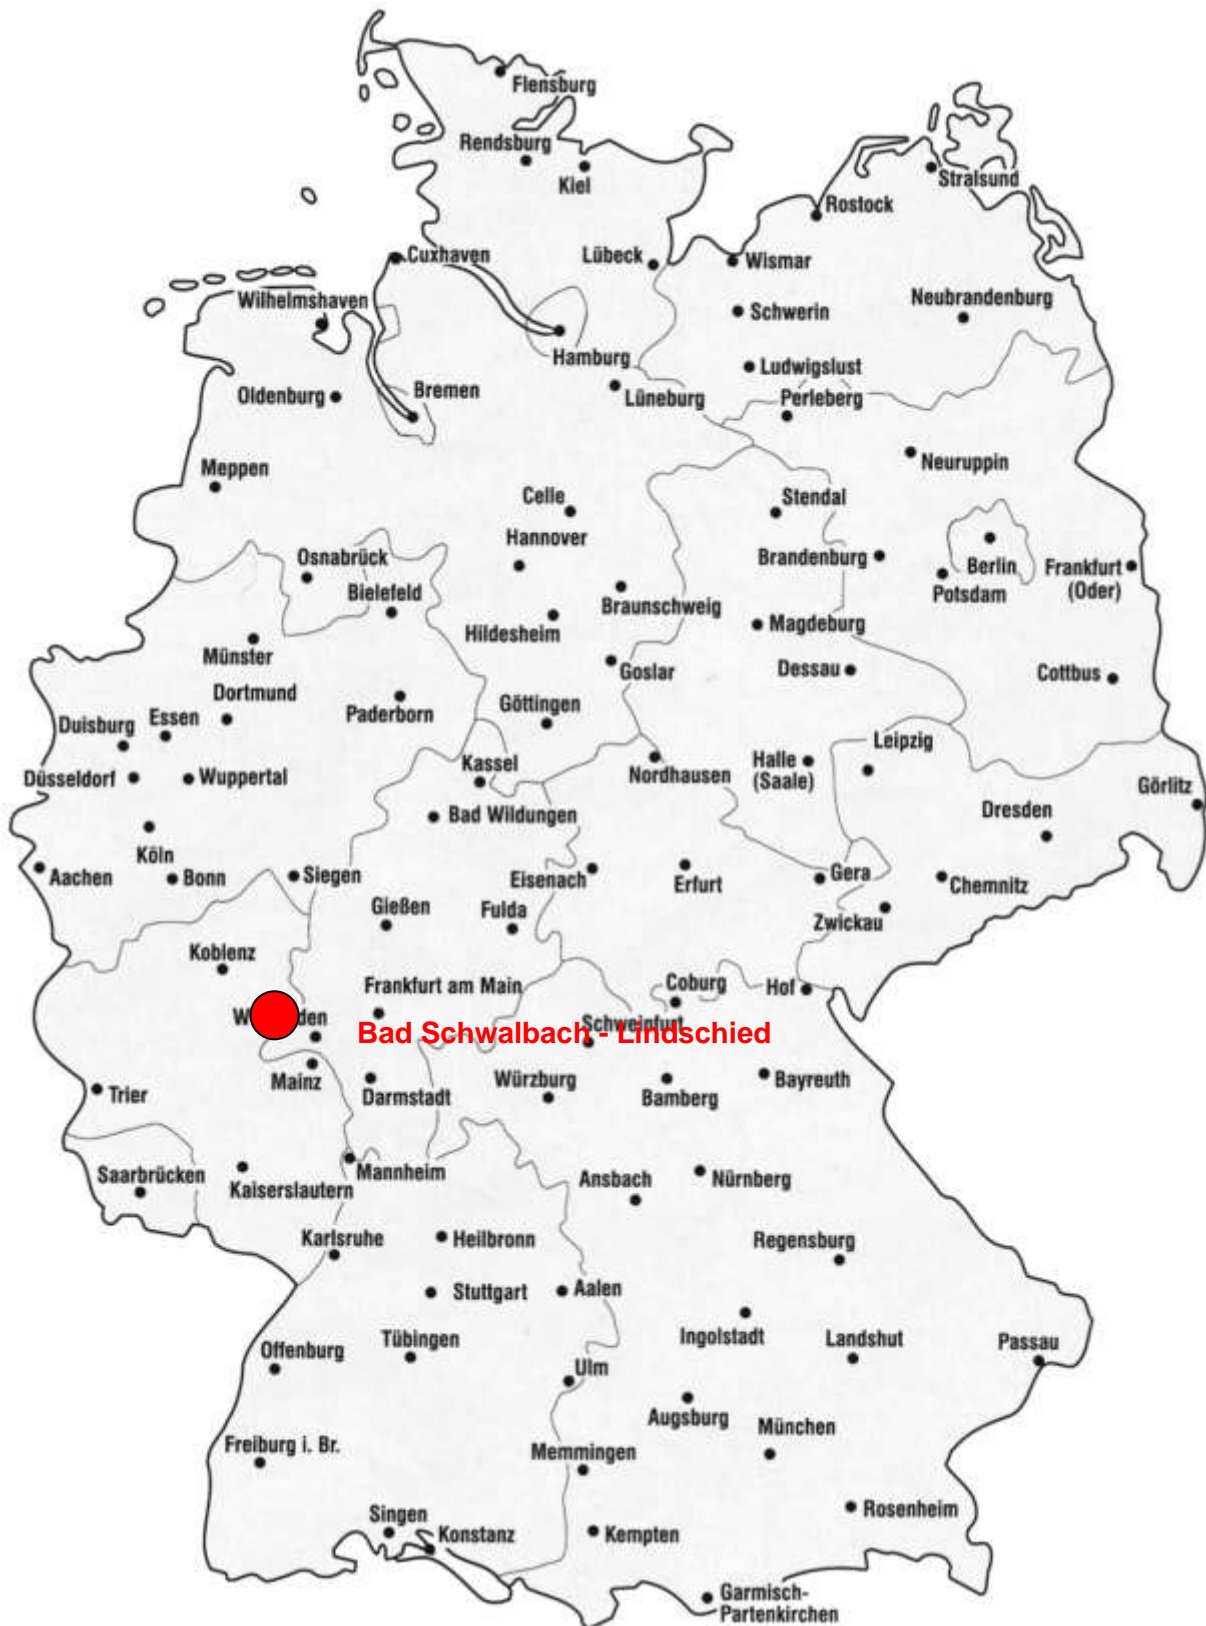 Flensburg
Rendsburg
Kiel
Stralsund
Rostock
Cuxhaven
Lübeck
Wismar
Wilhelmshaven
Schwerin
Neubrandenburg
Hamburg
Ludwigslust
Oldenburg
Bremen
Lüneburg
Perleberg
Meppen
Neuruppin
Celle
Stendal
Hannover
Osnabrück
Brandenburg
Berlin
Frankfurt
(Oder)
Bielefeld
Braunschweig
Potsdam
Hildesheim
Magdeburg
Münster
Goslar
Dessau
Cottbus
Dortmund
Paderborn
Göttingen
Duisburg
Essen
Leipzig
Düsseldorf
Wuppertal
Kassel
Nordhausen
Halle
(Saale)
Görlitz
Bad Wildungen
Dresden
Köln
Aachen
Bonn
Siegen
Eisenach
Erfurt
Gera
Chemnitz
Gießen
Fulda
Zwickau
Koblenz
Frankfurt am Main
Coburg
Hof
Schweinfurt
Bad Schwalbach - Lindschied
Mainz
Darmstadt
Würzburg
Bamberg
Bayreuth
Trier
Saarbrücken
Kaiserslautern
Mannheim
Ansbach
Nürnberg
Karlsruhe
Heilbronn
Regensburg
Stuttgart
Aalen
Offenburg
Tübingen
Ingolstadt
Landshut
Passau
Ulm
Augsburg
München
Freiburg i. Br.
Memmingen
Rosenheim
Singen
Konstanz
Kempten
Garmisch-
Partenkirchen